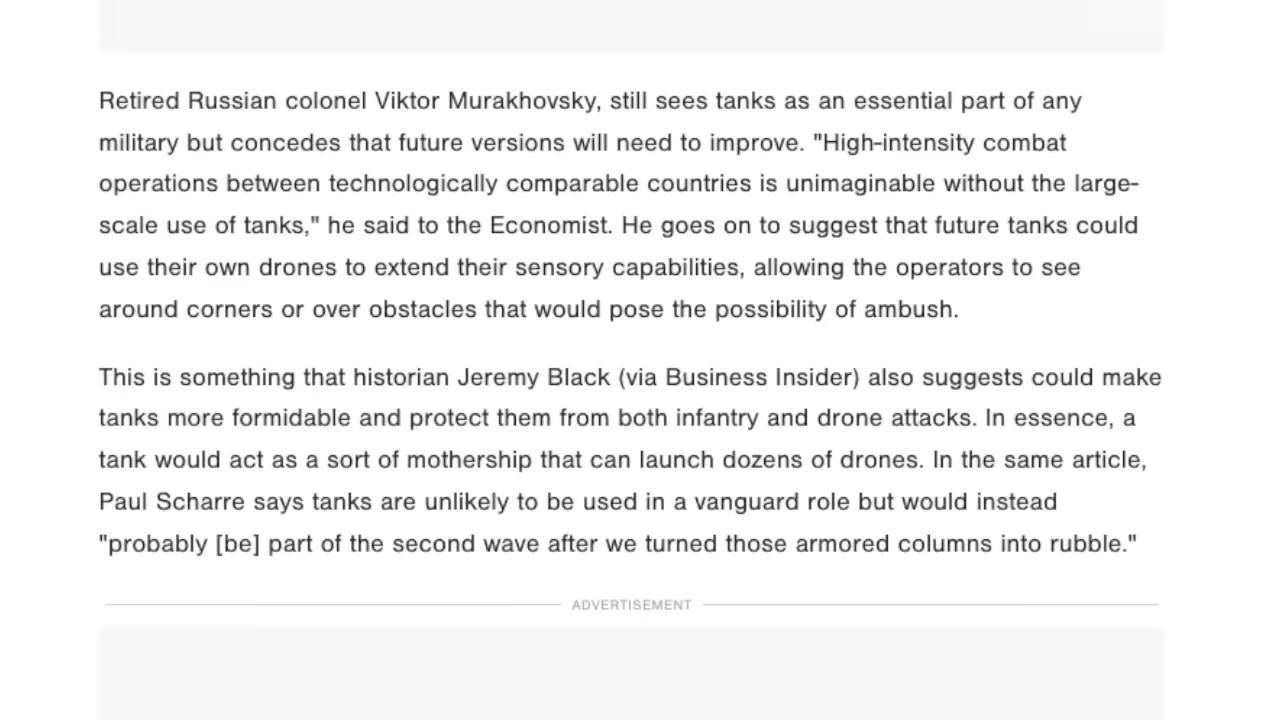 Retired Russian colonel Viktor Murakhovsky, still sees tanks as an essential part of any
military but concedes that future versions will need to improve. "High-intensity combat
operations between technologically comparable countries is unimaginable without the large-
scale use of tanks," he said to the Economist. He goes on to suggest that future tanks could
use their own drones to extend their sensory capabilities, allowing the operators to see
around corners or over obstacles that would pose the possibility of ambush.
This is something that historian Jeremy Black (via Business Insider) also suggests could make
tanks more formidable and protect them from both infantry and drone attacks. In essence, a
tank would act as a sort of mothership that can launch dozens of drones. In the same article,
Paul Scharre says tanks are unlikely to be used in a vanguard role but would instead
"probably [be] part of the second wave after we turned those armored columns into rubble."
ADVERTISEMENT